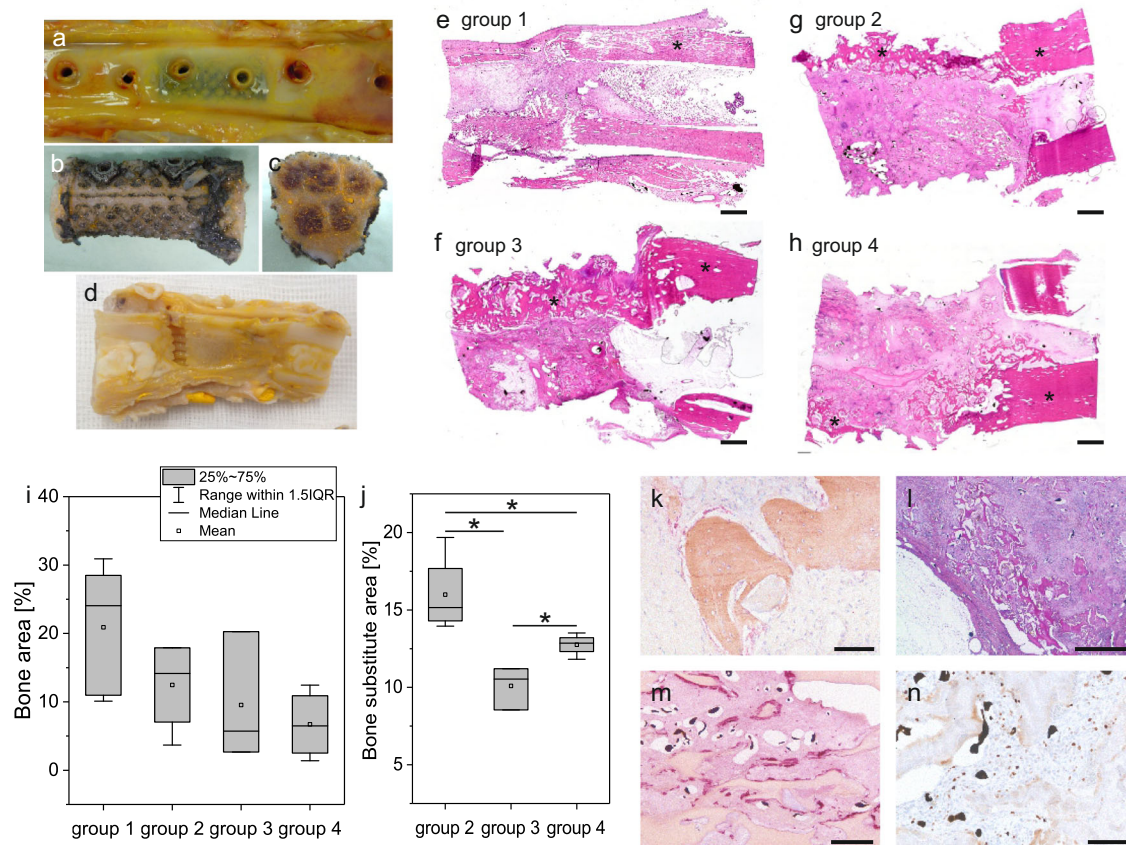 a
b
c
d
e group 1
g group 2
f group 3
h group 4
*
*
*
*
*
*
*
i
25%~75%
Range within 1.5IQR
Median Line
Mean
Bone area [%]
40
30
20
10
0
group 1 group 2 group 3 group 4
j
Bone substitute area [%]
20
15
10
5
*
*
*
group 2 group 3 group 4
k
l
m
n